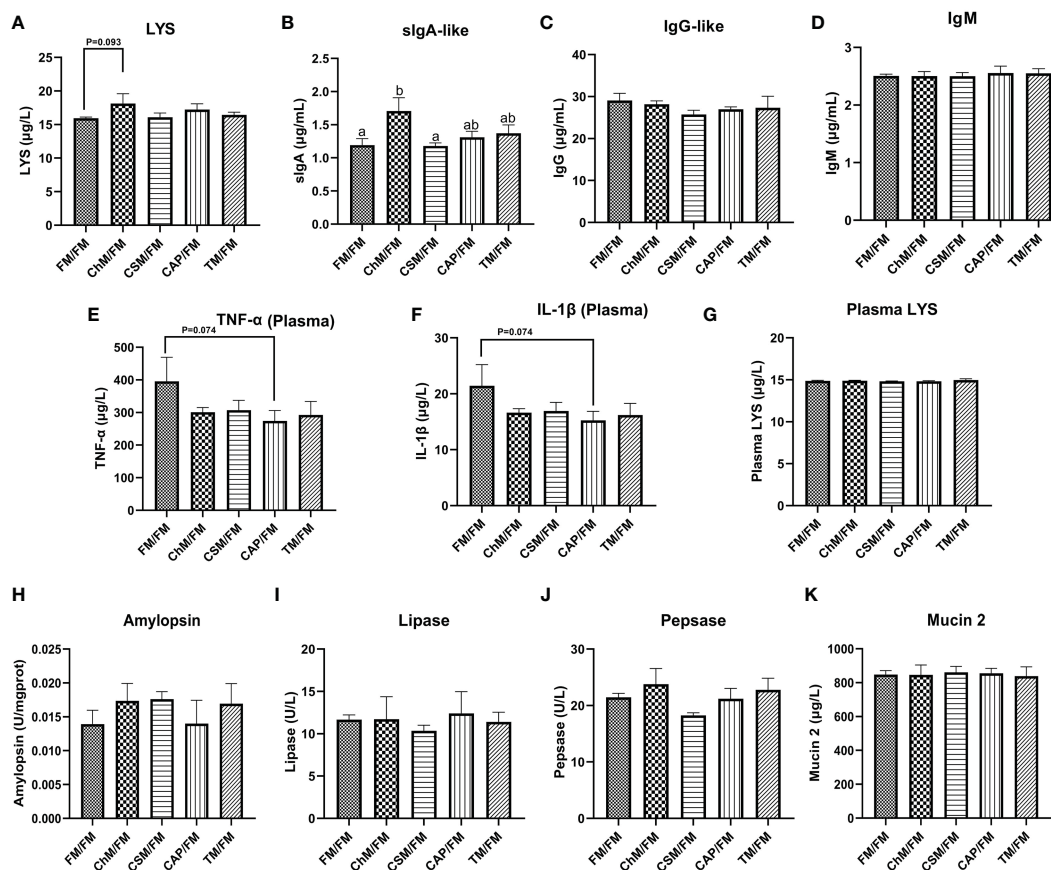 A
LYS
P=0.093
LYS (µg/L)
25
20
15
10
5
0
FM/FM
ChM/FM
CSM/FM
CAP/FM
TM/FM
B
sIgA-like
sIgA (µg/mL)
2.5
2.0
1.5
1.0
0.5
0.0
a
b
a
ab
ab
FM/FM
ChM/FM
CSM/FM
CAP/FM
TM/FM
C
IgG-like
IgG (µg/mL)
40
30
20
10
0
FM/FM
ChM/FM
CSM/FM
CAP/FM
TM/FM
D
IgM
IgM (µg/mL)
3
2
1
0
FM/FM
ChM/FM
CSM/FM
CAP/FM
TM/FM
E
TNF-α (Plasma)
P=0.074
TNF-α (µg/L)
500
400
300
200
100
0
FM/FM
ChM/FM
CSM/FM
CAP/FM
TM/FM
F
IL-1β (Plasma)
P=0.074
IL-1β (µg/L)
30
20
10
0
FM/FM
ChM/FM
CSM/FM
CAP/FM
TM/FM
G
Plasma LYS
Plasma LYS (µg/L)
20
15
10
5
0
FM/FM
ChM/FM
CSM/FM
CAP/FM
TM/FM
H
Amylopsin
Amylopsin (U/mgprot)
0.025
0.020
0.015
0.010
0.005
0.000
FM/FM
ChM/FM
CSM/FM
CAP/FM
TM/FM
I
Lipase
Lipase (U/L)
20
15
10
5
0
FM/FM
ChM/FM
CSM/FM
CAP/FM
TM/FM
J
Pepsase
Pepsase (U/L)
30
20
10
0
FM/FM
ChM/FM
CSM/FM
CAP/FM
TM/FM
K
Mucin 2
Mucin 2 (µg/L)
1000
800
600
400
200
0
FM/FM
ChM/FM
CSM/FM
CAP/FM
TM/FM